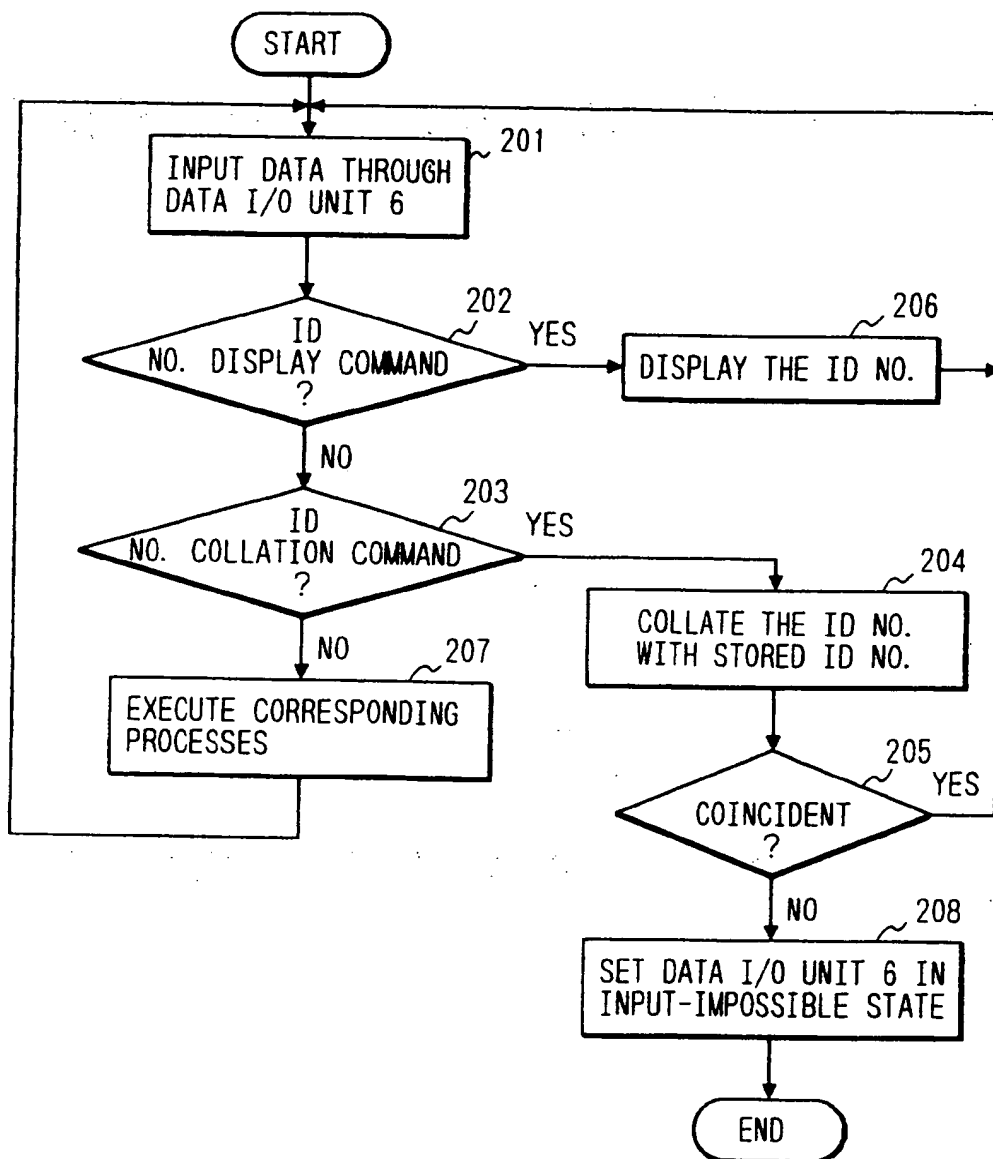 START
201
INPUT DATA THROUGH
DATA I/O UNIT 6
202
ID
NO. DISPLAY COMMAND
?
YES
206
DISPLAY THE ID NO.
NO
203
ID
NO. COLLATION COMMAND
?
YES
204
COLLATE THE ID NO.
WITH STORED ID NO.
NO
207
EXECUTE CORRESPONDING
PROCESSES
205
COINCIDENT
?
YES
NO
208
SET DATA I/O UNIT 6 IN
INPUT-IMPOSSIBLE STATE
END